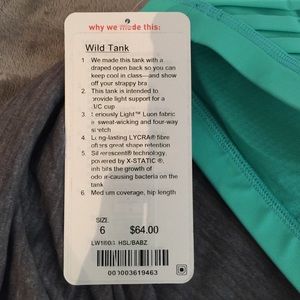 why we made this:
Wild Tank
1 We made this tank with a
draped open back so you can
keep cool in class—and show
off your strappy bra
2 This tank is intended to
provide light support for a
/C cup
3 Seriously Light™ Luon fabric
is sweat-wicking and four-way
stretch
4 Long-lasting LYCRA® fibre
offers great shape retention
5 Silverescent® technology
powered by X-STATIC ®,
inhibits the growth of
odour-causing bacteria on the
tank
6 Medium coverage, hip length
SIZE
6 $64.00
HSL/BABZ
000003619463